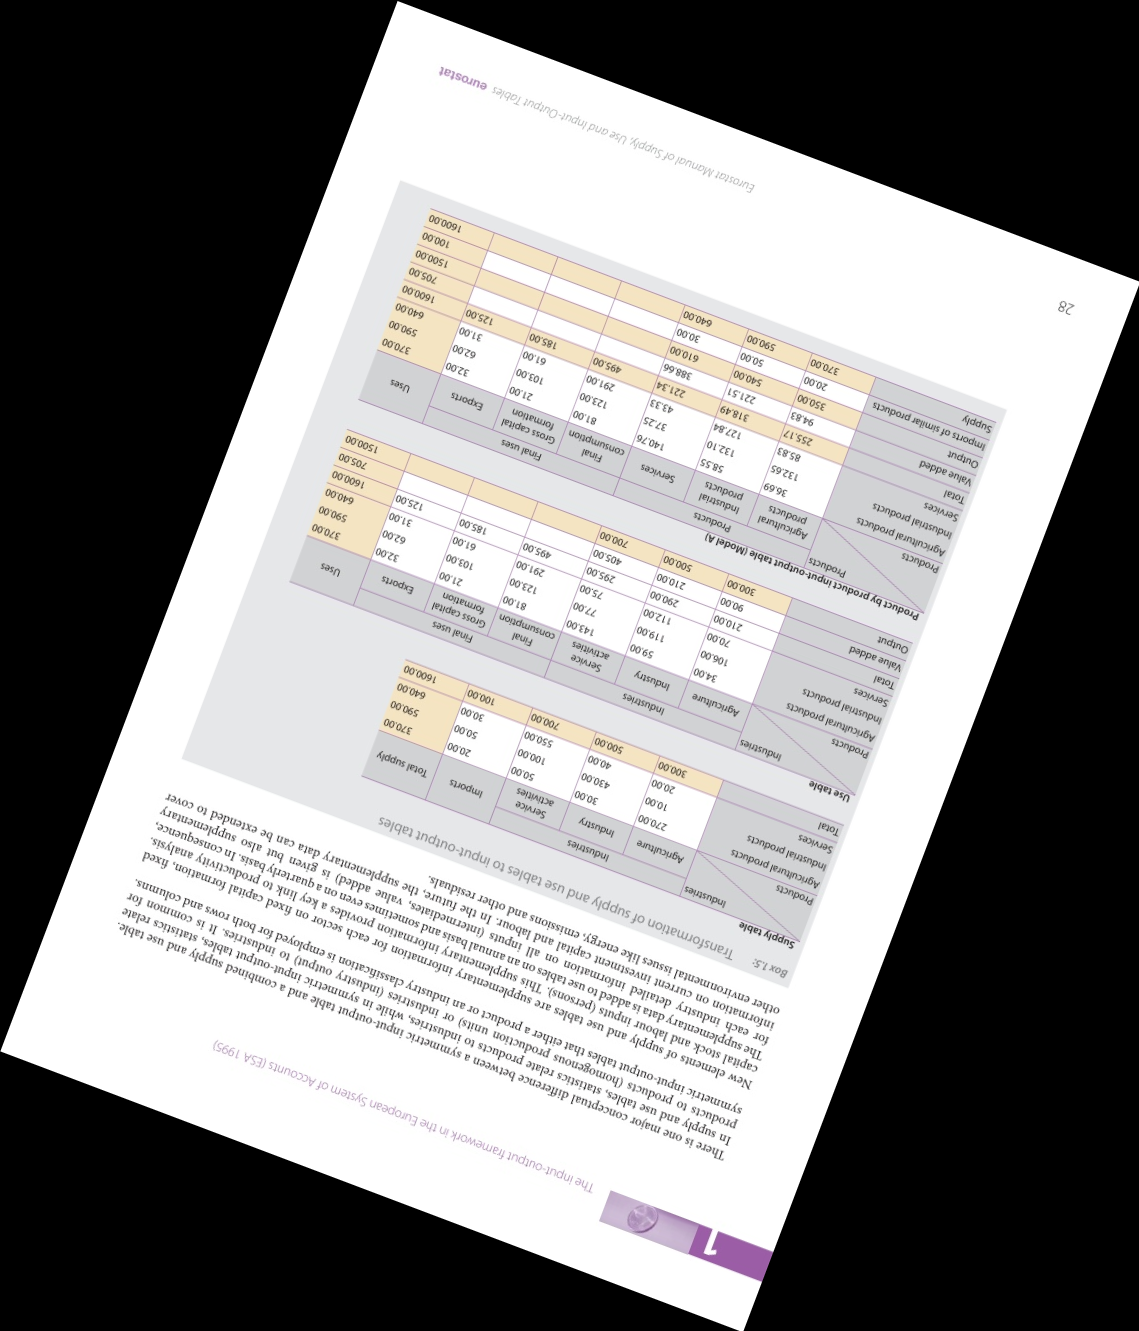 1
The input-output framework in the European System of Accounts (ESA 1995)
There is one major conceptual difference between a symmetric input-output table and a combined supply and use table.
In supply and use tables, statistics relate products to industries, while in symmetric input-output tables, statistics relate
products to products (homogenous production units) or industries (industry output) to industries. It is common for
symmetric input-output tables that either a product or an industry classification is employed for both rows and columns.
New elements of supply and use tables are supplementary information for each sector on fixed capital formation, fixed
capital stock and labour inputs (persons). This supplementary information provides a key link to productivity analysis.
The supplementary data is added to use tables on an annual basis and sometimes even on a quarterly basis. In consequence,
for each industry detailed information on all inputs (intermediates, value added) is given but also supplementary
information on current investment capital and labour. In the future, the supplementary data can be extended to cover
other environmental issues like energy, emissions and other residuals.
Box 1.5: Transformation of supply and use tables to input-output tables
Supply table
Industries Industries Imports Total supply
Products Agriculture Industry Service activities
Agricultural products 270.00 30.00 50.00 20.00 370.00
Industrial products 10.00 430.00 100.00 50.00 590.00
Services 20.00 40.00 550.00 30.00 640.00
Total 300.00 500.00 700.00 100.00 1600.00
Use table
Industries Industries Final uses Uses
Products Agriculture Industry Service activities Final consumption Gross capital formation Exports
Agricultural products 34.00 59.00 143.00 81.00 21.00 32.00 370.00
Industrial products 106.00 119.00 77.00 123.00 103.00 62.00 590.00
Services 70.00 112.00 75.00 291.00 61.00 31.00 640.00
Total 210.00 290.00 295.00 495.00 185.00 125.00 1600.00
Value added 90.00 210.00 405.00 705.00
Output 300.00 500.00 700.00 1500.00
Product by product input-output table (Model A)
Products Products Final uses Uses
Products Agricultural products Industrial products Services Final consumption Gross capital formation Exports
Agricultural products 36.69 58.55 140.76 81.00 21.00 32.00 370.00
Industrial products 132.65 132.10 37.25 123.00 103.00 62.00 590.00
Services 85.83 127.84 43.33 291.00 61.00 31.00 640.00
Total 255.17 318.49 221.34 495.00 185.00 125.00 1600.00
Value added 94.83 221.51 388.66 705.00
Output 350.00 540.00 610.00 1500.00
Imports of similar products 20.00 50.00 30.00 100.00
Supply 370.00 590.00 640.00 1600.00
28
Eurostat Manual of Supply, Use and Input-Output Tables eurostat